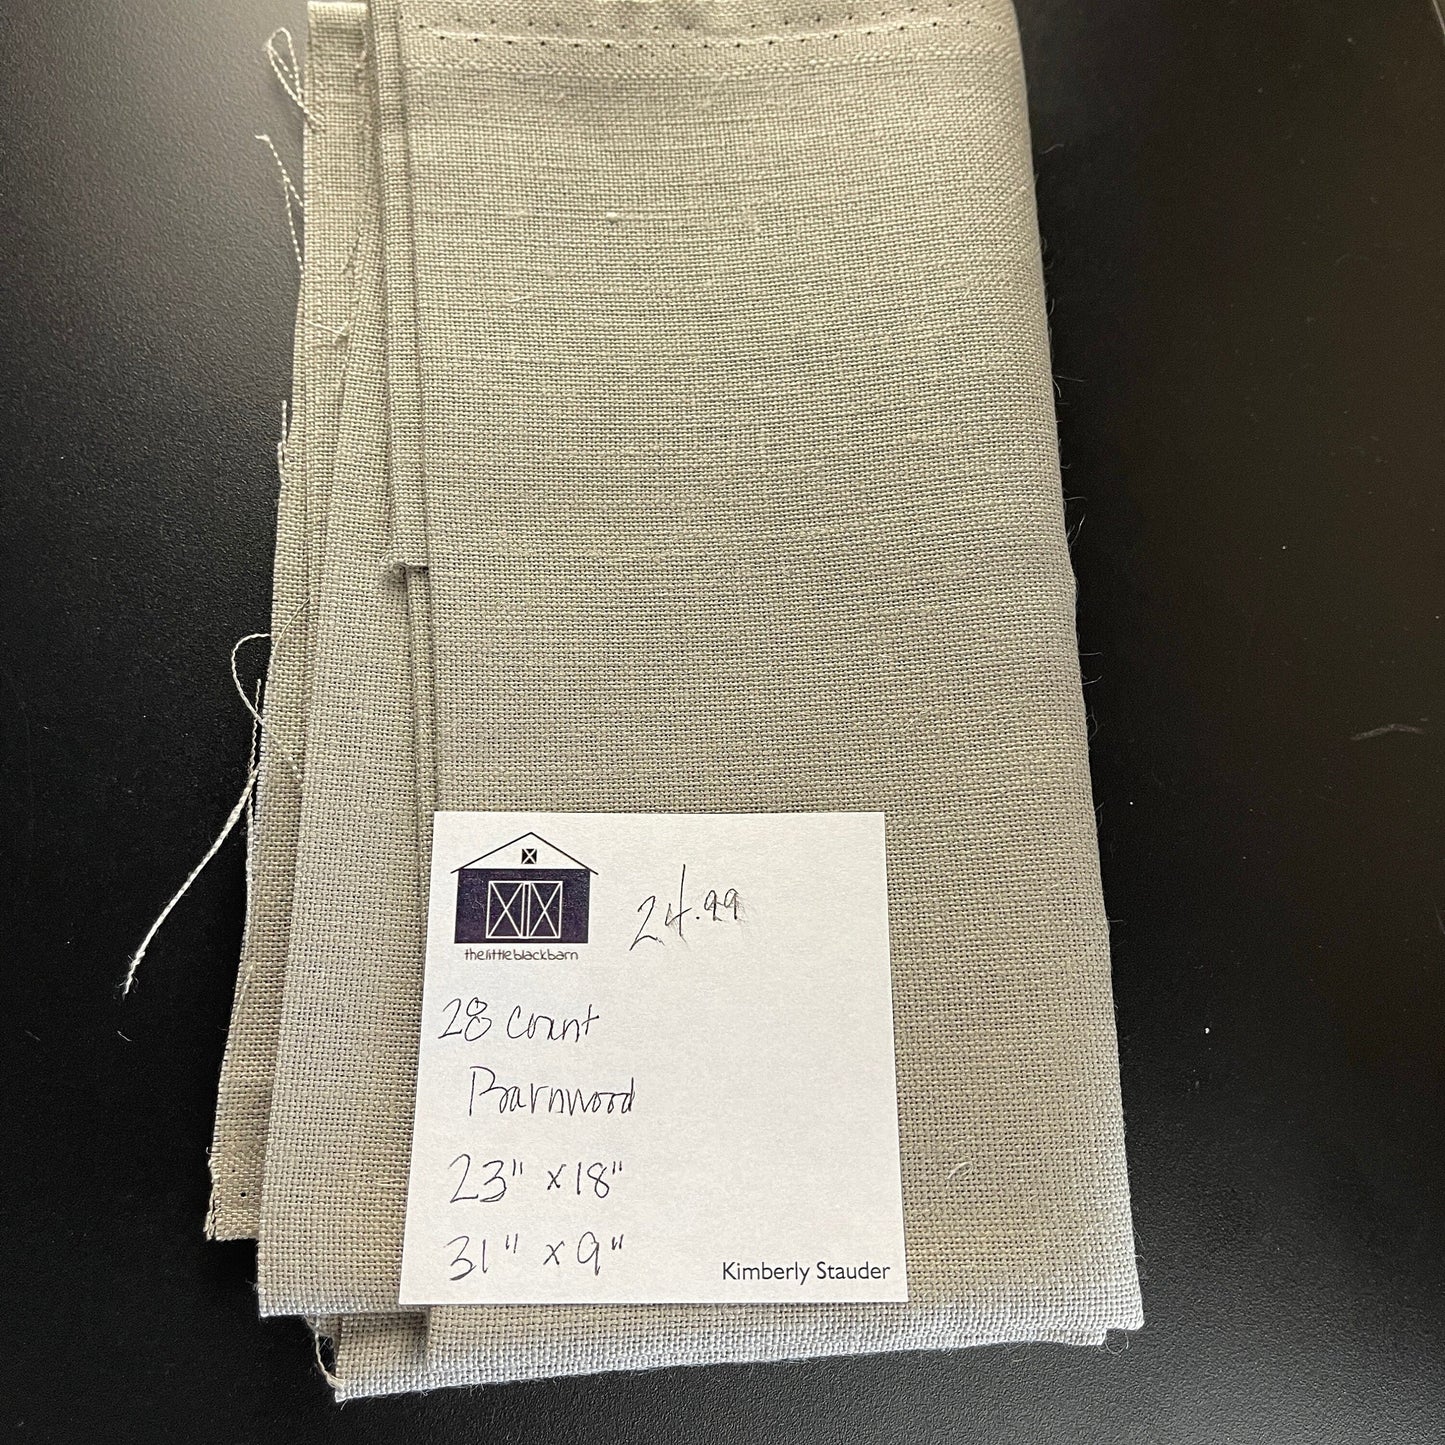 24.99
thelittleblackbarn
28 count
Barnwood
23" x 18"
31" x 9"
Kimberly Stauder